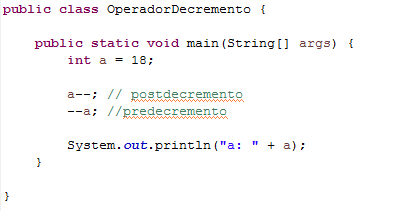 public class OperadorDecremento {
public static void main(String[] args) {
int a = 18;
a--; // postdecremento
--a; //predecremento
System.out.println("a: " + a);
}
}